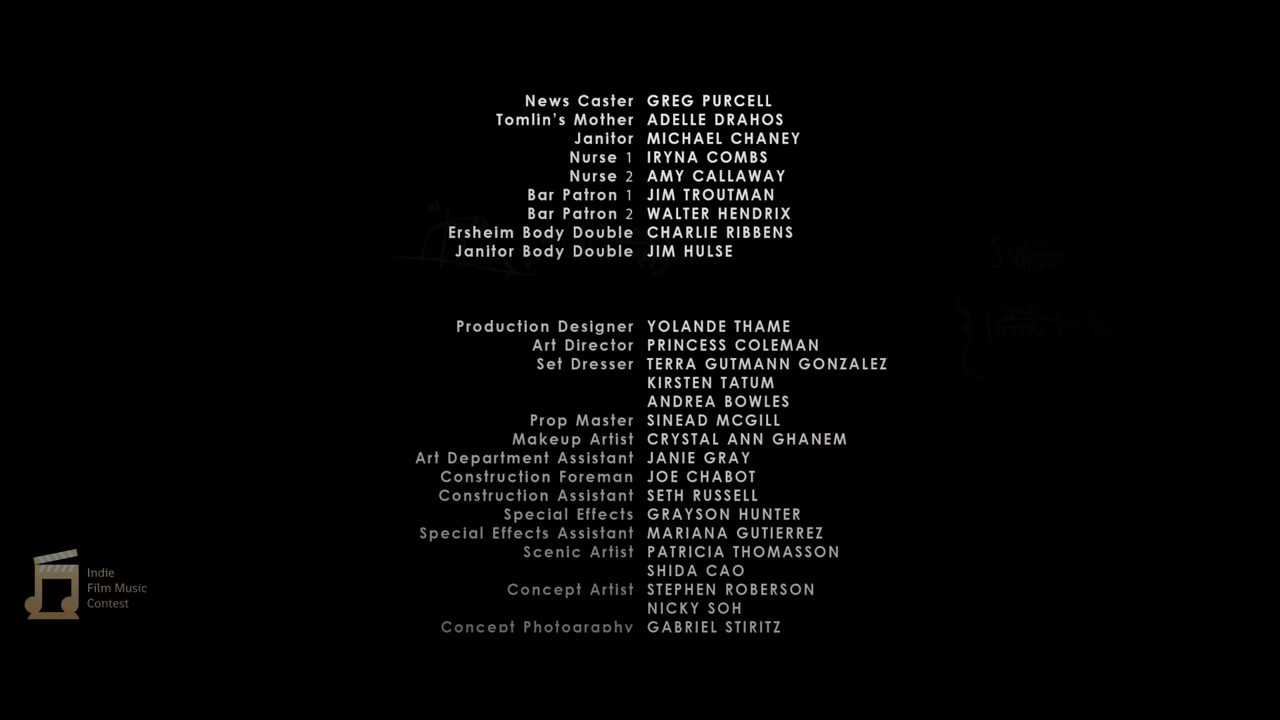 News Caster GREG PURCELL
Tomlin's Mother ADELLE DRAHOS
Janitor MICHAEL CHANEY
Nurse 1 IRYNA COMBS
Nurse 2 AMY CALLAWAY
Bar Patron 1 JIM TROUTMAN
Bar Patron 2 WALTER HENDRIX
Ersheim Body Double CHARLIE RIBBENS
Janitor Body Double JIM HULSE
Production Designer YOLANDE THAME
Art Director PRINCESS COLEMAN
Set Dresser TERRA GUTMANN GONZALEZ
KIRSTEN TATUM
ANDREA BOWLES
Prop Master SINEAD MCGILL
Makeup Artist CRYSTAL ANN GHANEM
Art Department Assistant JANIE GRAY
Construction Foreman JOE CHABOT
Construction Assistant SETH RUSSELL
Special Effects GRAYSON HUNTER
Special Effects Assistant MARIANA GUTIERREZ
Scenic Artist PATRICIA THOMASSON
SHIDA CAO
Concept Artist STEPHEN ROBERSON
NICKY SOH
Concept Photography GABRIEL STIRITZ
Indie
Film Music
Contest